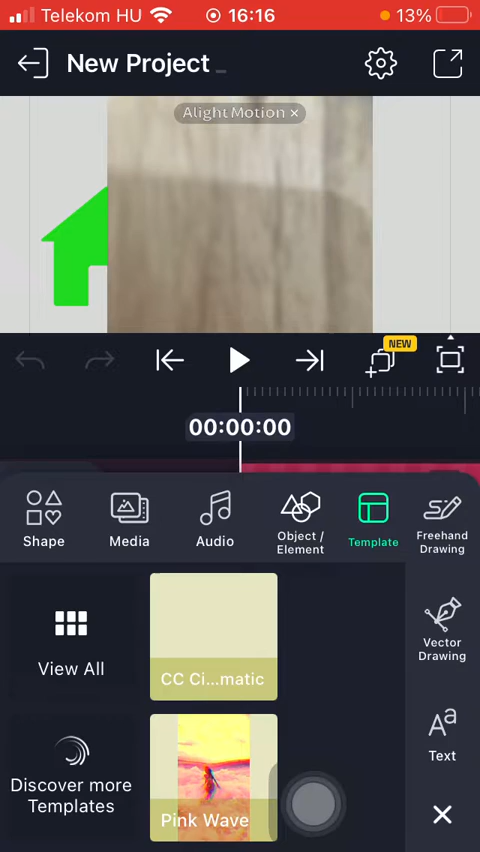 Telekom HU 16:16 13%
New Project
Alight Motion ×
NEW
00:00:00
Shape
Media
Audio
Object /
Element
Template
Freehand
Drawing
View All
CC Ci...matic
Vector
Drawing
Discover more
Templates
Pink Wave
Aa
Text